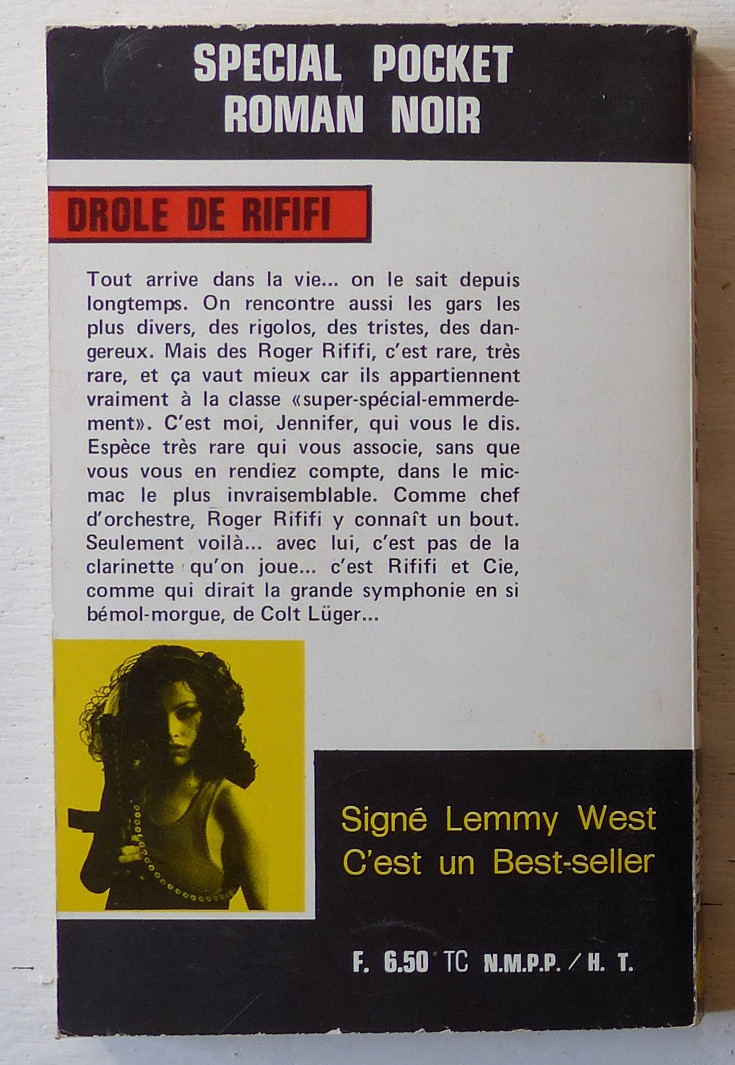 SPECIAL POCKET
ROMAN NOIR
DROLE DE RIFIFI
Tout arrive dans la vie... on le sait depuis
longtemps. On rencontre aussi les gars les
plus divers, des rigolos, des tristes, des dan-
gereux. Mais des Roger Rififi, c'est rare, très
rare, et ça vaut mieux car ils appartiennent
vraiment à la classe «super-spécial-emmerde-
ment». C'est moi, Jennifer, qui vous le dis.
Espèce très rare qui vous associe, sans que
vous vous en rendiez compte, dans le mic-
mac le plus invraisemblable. Comme chef
d'orchestre, Roger Rififi y connaît un bout.
Seulement voilà... avec lui, c'est pas de la
clarinette qu'on joue... c'est Rififi et Cie,
comme qui dirait la grande symphonie en si
bémol-morgue, de Colt Lüger...
Signé Lemmy West
C'est un Best-seller
F. 6.50 TC N.M.P.P. / H. T.